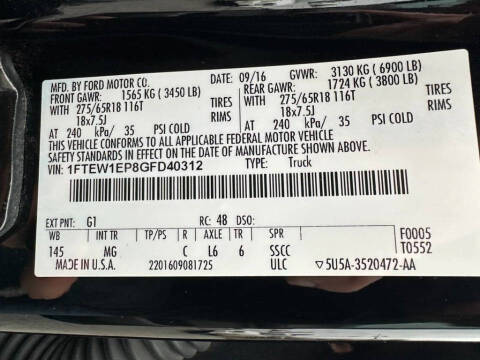 MFD. BY FORD MOTOR CO.
DATE: 09/16 GVWR: 3130 KG ( 6900 LB)
FRONT GAWR: 1565 KG ( 3450 LB) REAR GAWR: 1724 KG ( 3800 LB)
WITH 275/65R18 116T TIRES WITH 275/65R18 116T TIRES
18x7.5J RIMS 18x7.5J RIMS
AT 240 kPa/ 35 PSI COLD AT 240 kPa/ 35 PSI COLD
THIS VEHICLE CONFORMS TO ALL APPLICABLE FEDERAL MOTOR VEHICLE
SAFETY STANDARDS IN EFFECT ON THE DATE OF MANUFACTURE SHOWN ABOVE.
VIN: 1FTEW1EP8GFD40312 TYPE: Truck
EXT PNT: G1 RC: 48 DSO: F0005
WB INT TR TP/PS R AXLE TR SPR T0552
145 MG C L6 6 SSCC
MADE IN U.S.A. 2201609081725 ULC ▽5U5A-3520472-AA